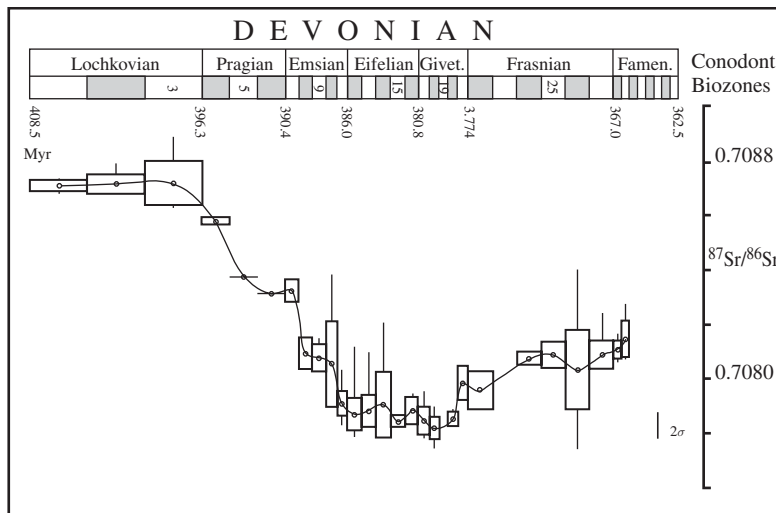 DEVONIAN
Lochkovian Pragian Emsian Eifelian Givet. Frasnian Famen.
Conodont
Biozones
3 5 9 15 19 25
408.5 396.3 390.4 386.0 380.8 3.774 367.0 362.5
Myr
0.7088
87Sr/86Sr
0.7080
2σ